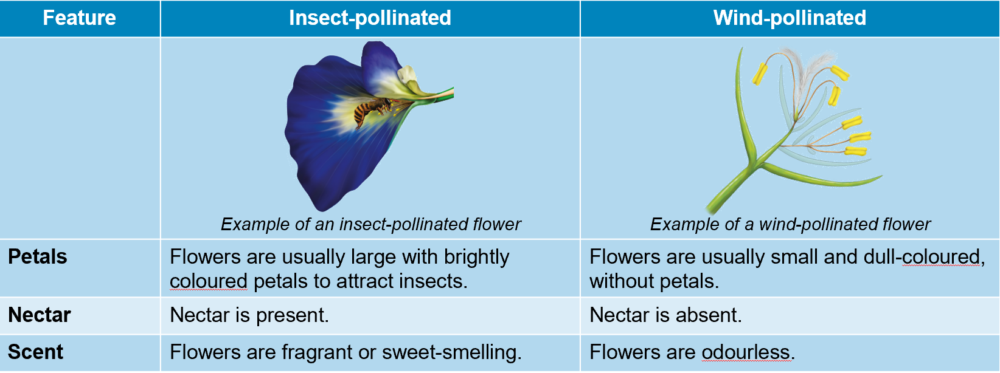 Feature
Insect-pollinated
Wind-pollinated
Example of an insect-pollinated flower
Example of a wind-pollinated flower
Petals
Flowers are usually large with brightly
coloured petals to attract insects.
Flowers are usually small and dull-coloured,
without petals.
Nectar
Nectar is present.
Nectar is absent.
Scent
Flowers are fragrant or sweet-smelling.
Flowers are odourless.